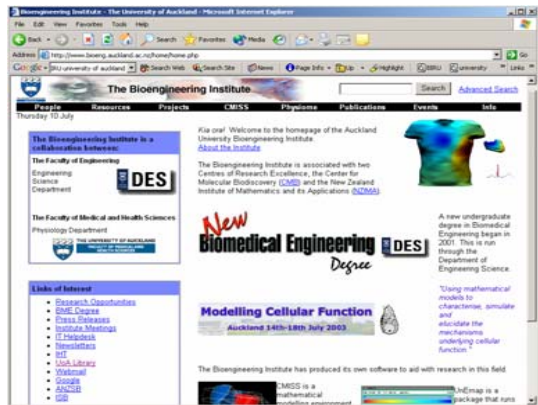 Bioengineering Institute - The University of Auckland - Microsoft Internet Explorer
File Edit View Favorites Tools Help
Back Search Favorites Media
Address http://www.bioeng.auckland.ac.nz/home/home.php Go
Search Web Search Site News Page Info Up Highlight Links
The Bioengineering Institute
Search Advanced Search
People Resources Projects CMISS Physiome Publications Events Info
Thursday 10 July
The Bioengineering Institute is a
collaboration between:
The Faculty of Engineering
Engineering
Science
Department
DES
The Faculty of Medical and Health Sciences
Physiology Department
THE UNIVERSITY OF AUCKLAND
FACULTY OF MEDICAL AND
HEALTH SCIENCES
Links of Interest
Research Opportunities
BME Degree
Press Releases
Institute Meetings
IT Helpdesk
Newsletters
IHT
UoA Library
Webmail
Google
ANZSB
ISB
Kia ora! Welcome to the homepage of the Auckland
University Bioengineering Institute.
About the Institute
The Bioengineering Institute is associated with two
Centres of Research Excellence, the Center for
Molecular Biodiscovery (CMB) and the New Zealand
Institute of Mathematics and its Applications (NZIMA).
New
Biomedical Engineering
Degree
DES
A new undergraduate
degree in Biomedical
Engineering began in
2001. This is run
through the
Department of
Engineering Science.
"Using mathematical
models to
characterise, simulate
and
elucidate the
mechanisms
underlying cellular
function."
Modelling Cellular Function
Auckland 14th-18th July 2003
The Bioengineering Institute has produced its own software to aid with research in this field.
CMISS is a
mathematical
modelling environment
UnEmap is a
package that runs